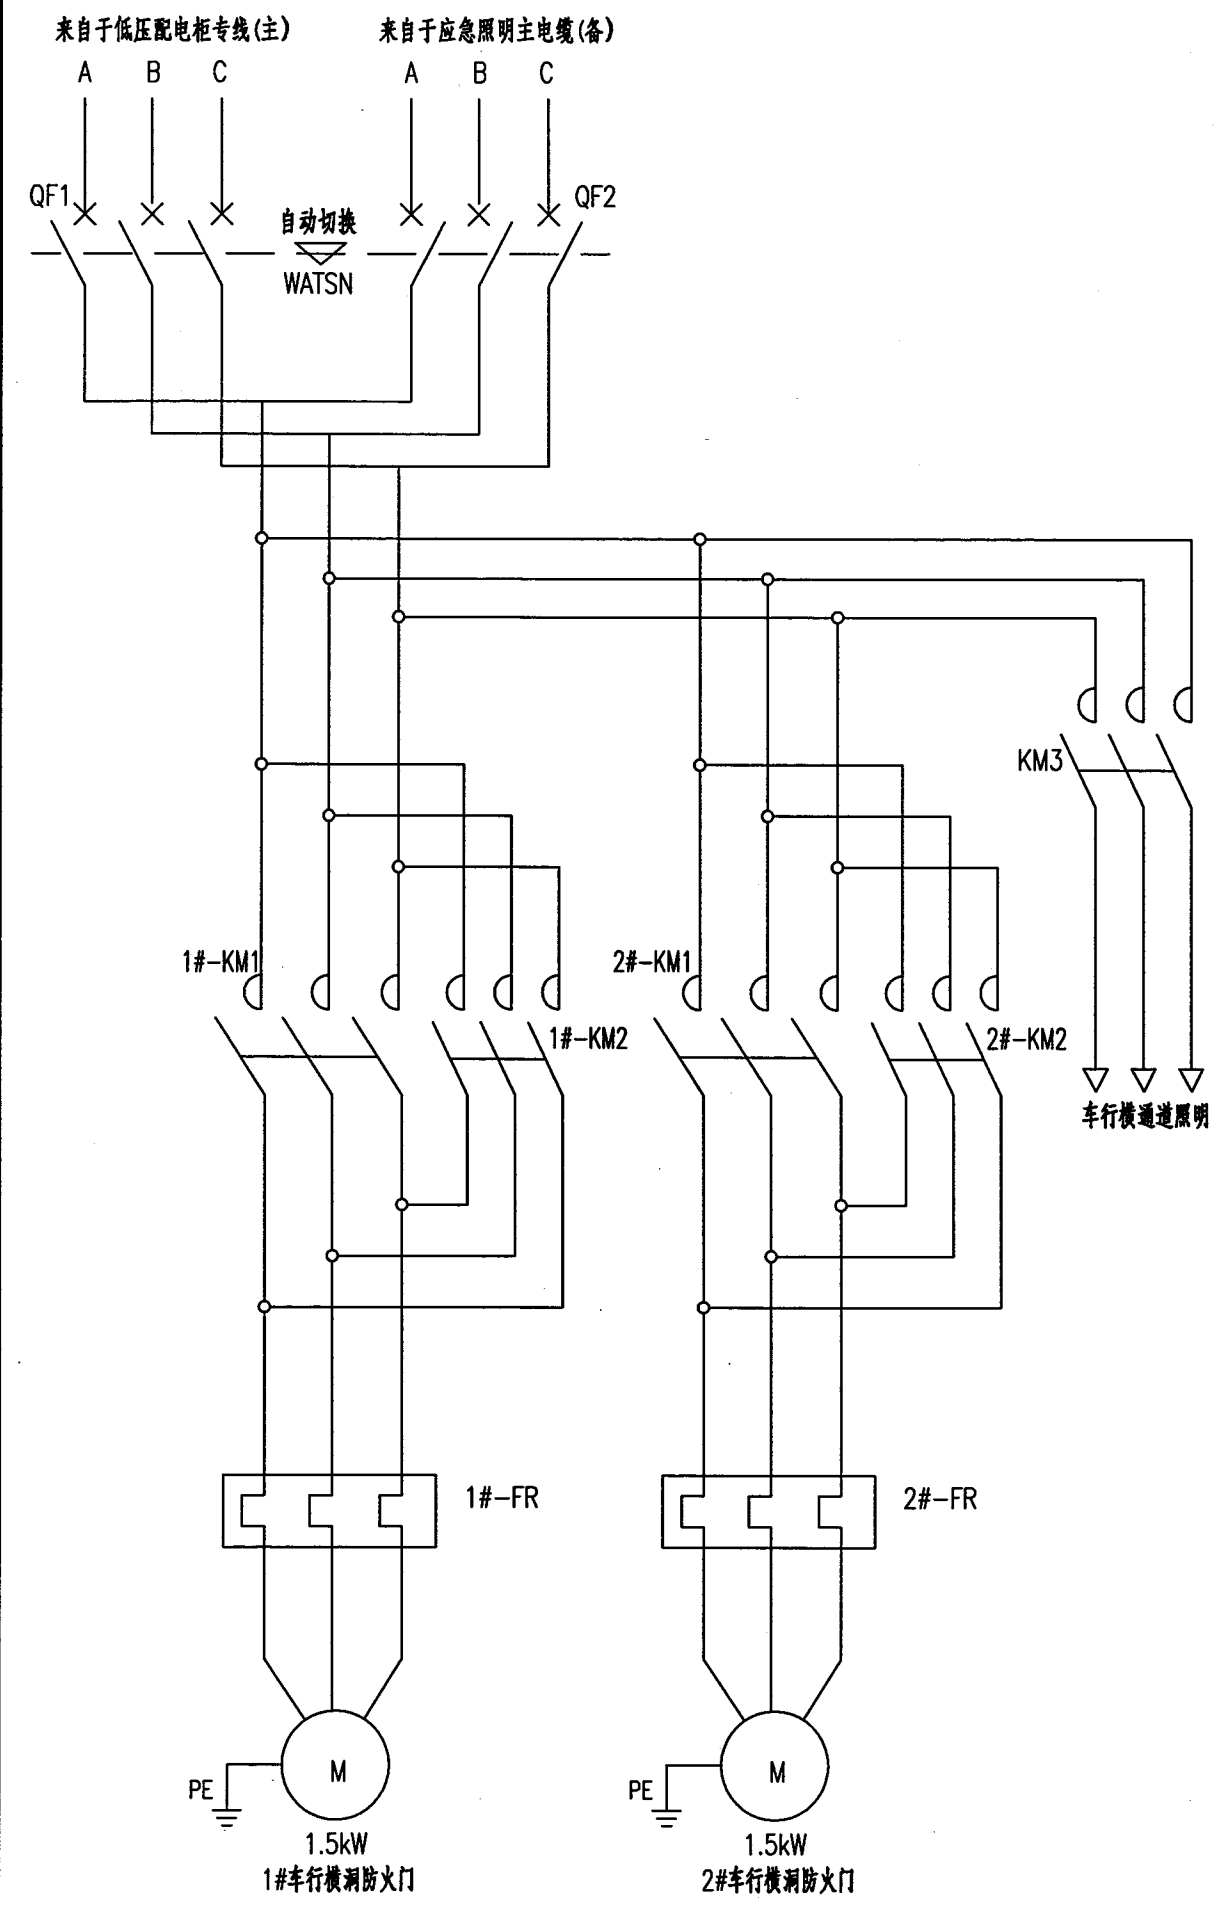 来自于低压配电柜专线(主)
来自于应急照明主电缆(备)
A B C
A B C
QF1
自动切换
WATSN
QF2
KM3
1#-KM1
2#-KM1
1#-KM2
2#-KM2
车行横通道照明
1#-FR
2#-FR
M
M
PE
PE
1.5kW
1.5kW
1#车行横洞防火门
2#车行横洞防火门